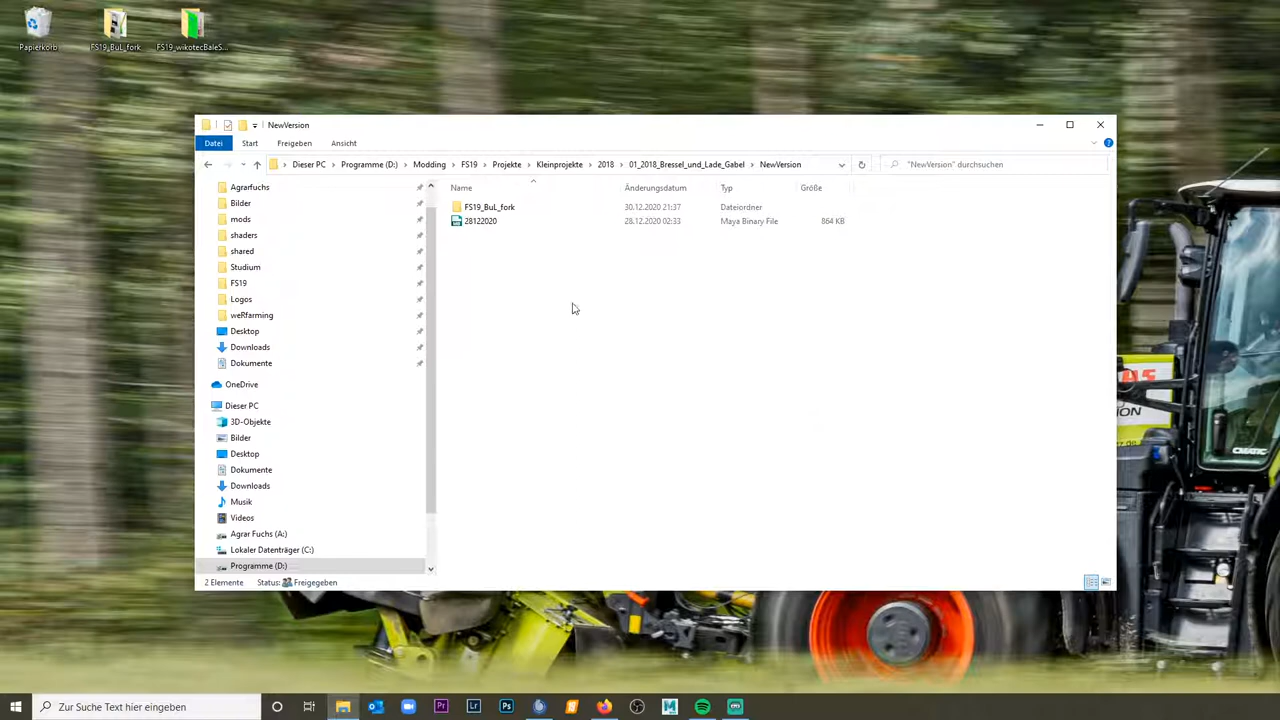 Papierkorb
FS19_BuL_fork
FS19_wikotecBaleS...
NewVersion
Datei
Start
Freigeben
Ansicht
Dieser PC
Programme (D:)
Modding
FS19
Projekte
Kleinprojekte
2018
01_2018_Bressel_und_Lade_Gabel
NewVersion
"NewVersion" durchsuchen
Name
Änderungsdatum
Typ
Größe
FS19_BuL_fork
30.12.2020 21:37
Dateiordner
28122020
28.12.2020 02:33
Maya Binary File
864 KB
Agrarfuchs
Bilder
mods
shaders
shared
Studium
FS19
Logos
weRfarming
Desktop
Downloads
Dokumente
OneDrive
Dieser PC
3D-Objekte
Bilder
Desktop
Dokumente
Downloads
Musik
Videos
Agrar Fuchs (A:)
Lokaler Datenträger (C:)
Programme (D:)
2 Elemente
Status:
Freigegeben
Zur Suche Text hier eingeben
Pr
Lr
Ps
M